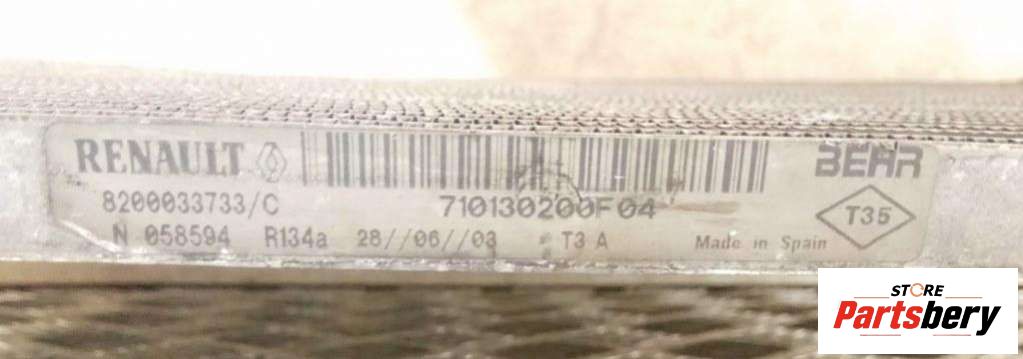 RENAULT
BEHR
8200033733/C
710130200F04
T35
N 058594 R134a 28//06//03 T3 A Made in Spain
STORE
Partsbery